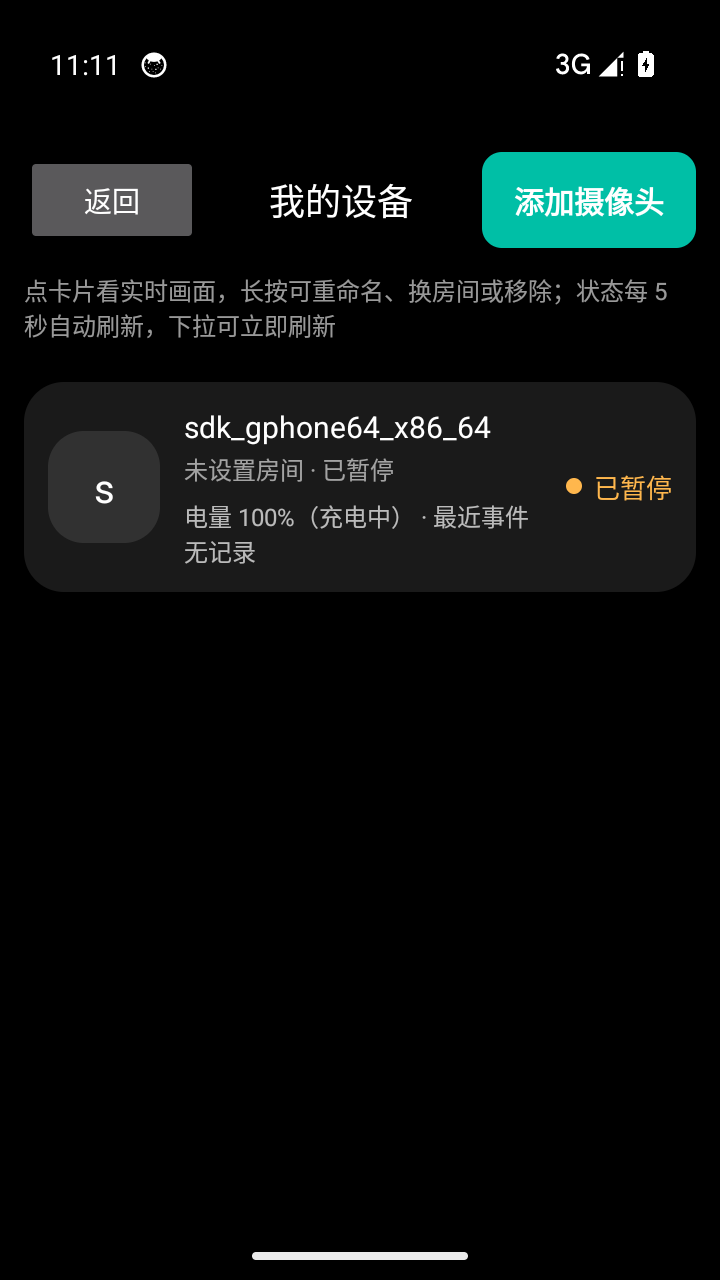 11:11
3G
返回
我的设备
添加摄像头
点卡片看实时画面，长按可重命名、换房间或移除；状态每 5
秒自动刷新，下拉可立即刷新
s
sdk_gphone64_x86_64
未设置房间 · 已暂停
电量 100%（充电中） · 最近事件
无记录
已暂停